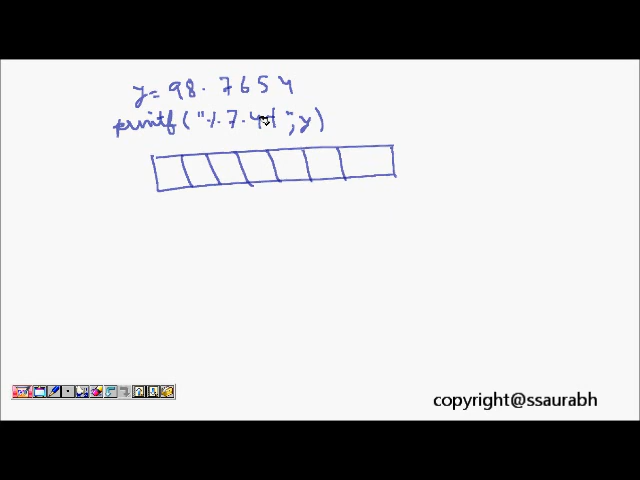 y = 98.7654
printf ("%7.4f", y)
copyright@ssaurabh